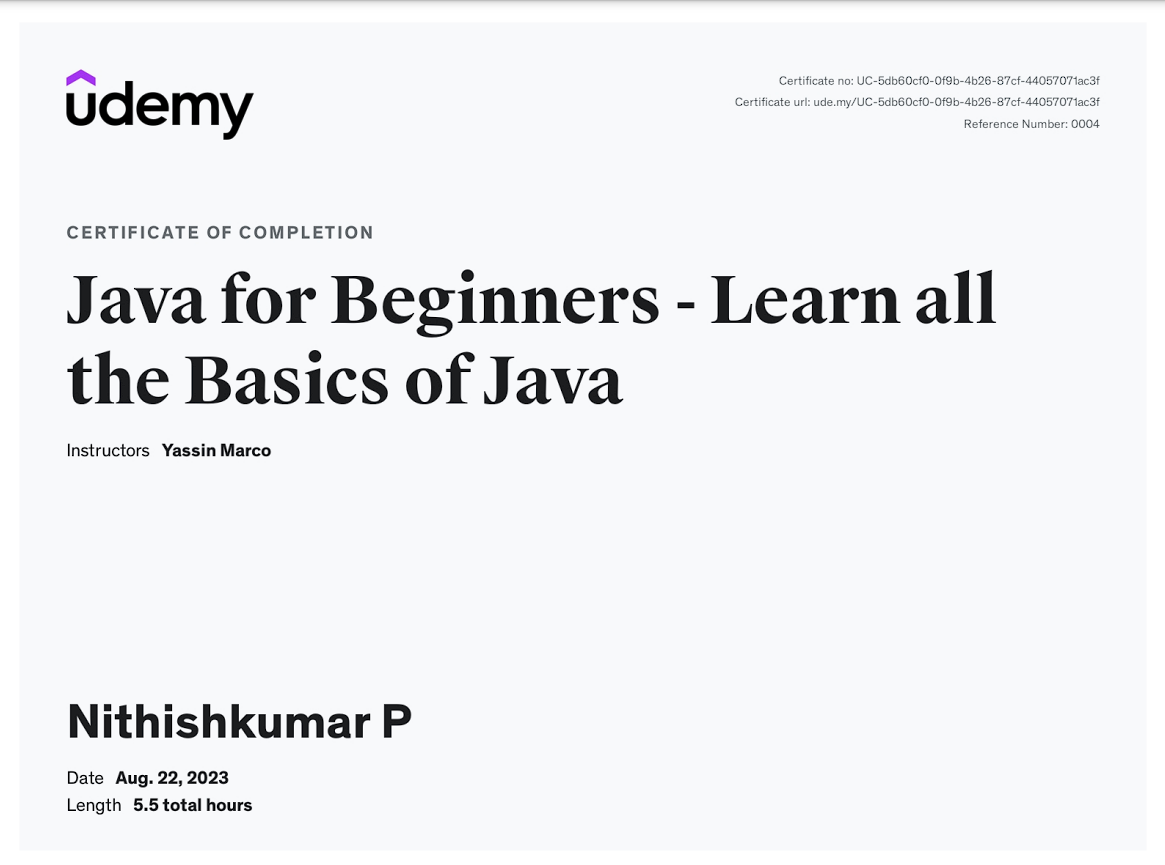 udemy
Certificate no: UC-5db60cf0-0f9b-4b26-87cf-44057071ac3f
Certificate url: ude.my/UC-5db60cf0-0f9b-4b26-87cf-44057071ac3f
Reference Number: 0004
CERTIFICATE OF COMPLETION
Java for Beginners - Learn all
the Basics of Java
Instructors Yassin Marco
Nithishkumar P
Date Aug. 22, 2023
Length 5.5 total hours